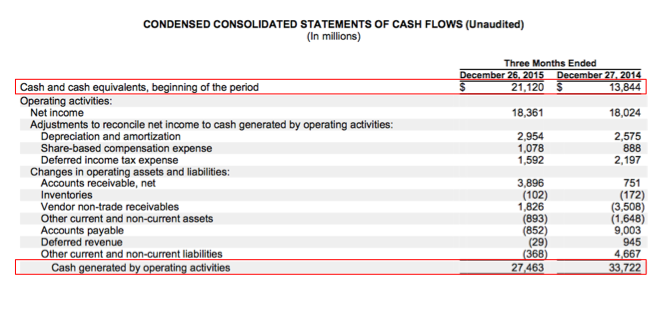 CONDENSED CONSOLIDATED STATEMENTS OF CASH FLOWS (Unaudited)
(In millions)
Three Months Ended
December 26, 2015 December 27, 2014
Cash and cash equivalents, beginning of the period $ 21,120 $ 13,844
Operating activities:
Net income 18,361 18,024
Adjustments to reconcile net income to cash generated by operating activities:
Depreciation and amortization 2,954 2,575
Share-based compensation expense 1,078 888
Deferred income tax expense 1,592 2,197
Changes in operating assets and liabilities:
Accounts receivable, net 3,896 751
Inventories (102) (172)
Vendor non-trade receivables 1,826 (3,508)
Other current and non-current assets (893) (1,648)
Accounts payable (852) 9,003
Deferred revenue (29) 945
Other current and non-current liabilities (368) 4,667
Cash generated by operating activities 27,463 33,722